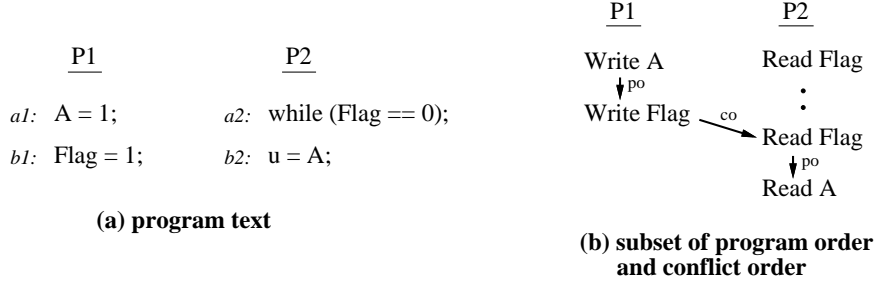 P1 P2
a1: A = 1; a2: while (Flag == 0);
b1: Flag = 1; b2: u = A;
(a) program text
P1 P2
Write A Read Flag
po
Write Flag co
Read Flag
po
Read A
(b) subset of program order
and conflict order